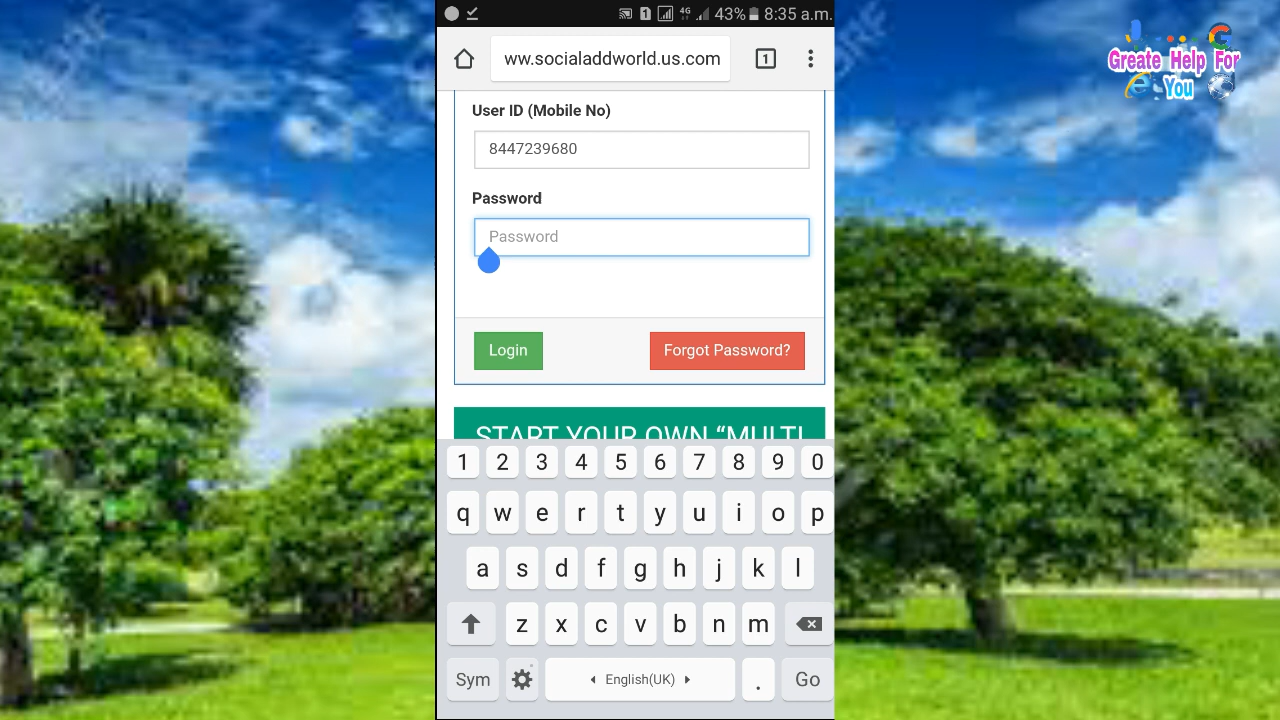 4G 43% 8:35 a.m.
ww.socialaddworld.us.com
1
Greate Help For
You
User ID (Mobile No)
8447239680
Password
Password
Login
Forgot Password?
START YOUR OWN “MULTI
1 2 3 4 5 6 7 8 9 0
q w e r t y u i o p
a s d f g h j k l
z x c v b n m
Sym English(UK) . Go